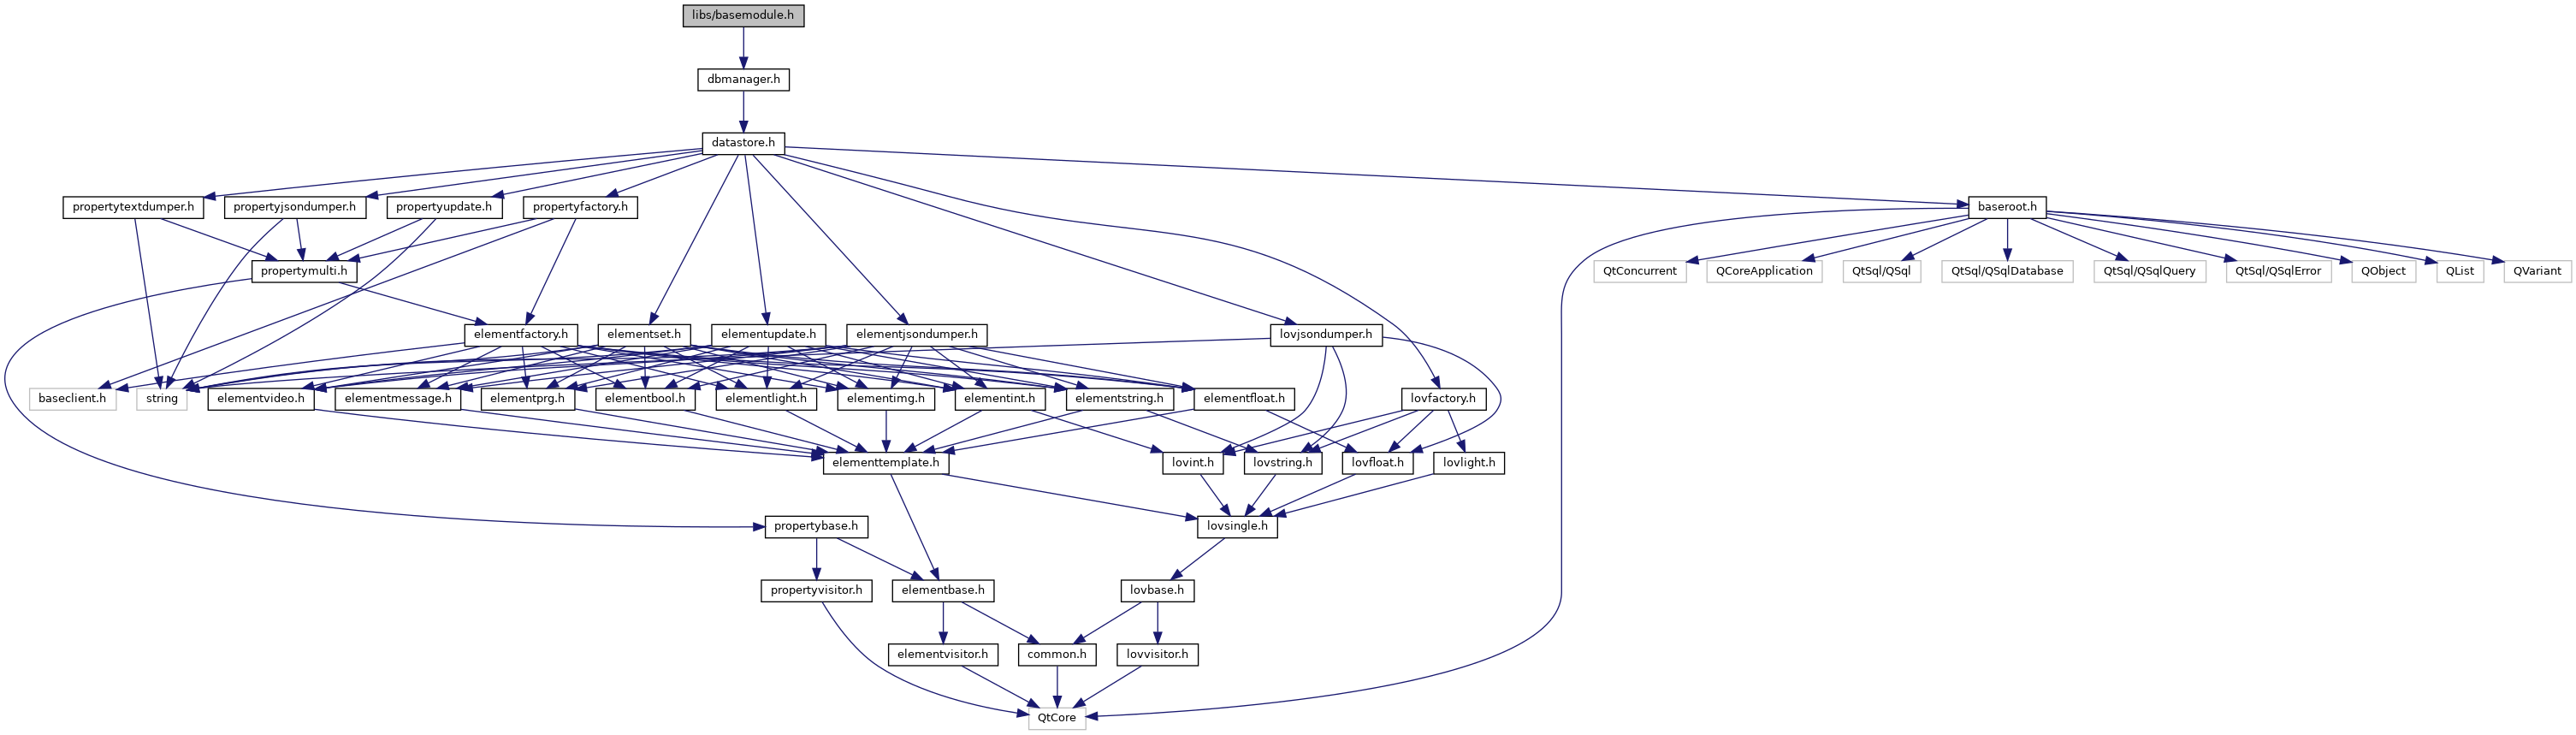 libs/basemodule.h
dbmanager.h
datastore.h
propertytextdumper.h
propertyjsondumper.h
propertyupdate.h
propertyfactory.h
baseroot.h
propertymulti.h
QtConcurrent
QCoreApplication
QtSql/QSql
QtSql/QSqlDatabase
QtSql/QSqlQuery
QtSql/QSqlError
QObject
QList
QVariant
elementfactory.h
elementset.h
elementupdate.h
elementjsondumper.h
lovjsondumper.h
baseclient.h
string
elementvideo.h
elementmessage.h
elementprg.h
elementbool.h
elementlight.h
elementimg.h
elementint.h
elementstring.h
elementfloat.h
lovfactory.h
elementtemplate.h
lovint.h
lovstring.h
lovfloat.h
lovlight.h
propertybase.h
lovsingle.h
propertyvisitor.h
elementbase.h
lovbase.h
elementvisitor.h
common.h
lovvisitor.h
QtCore